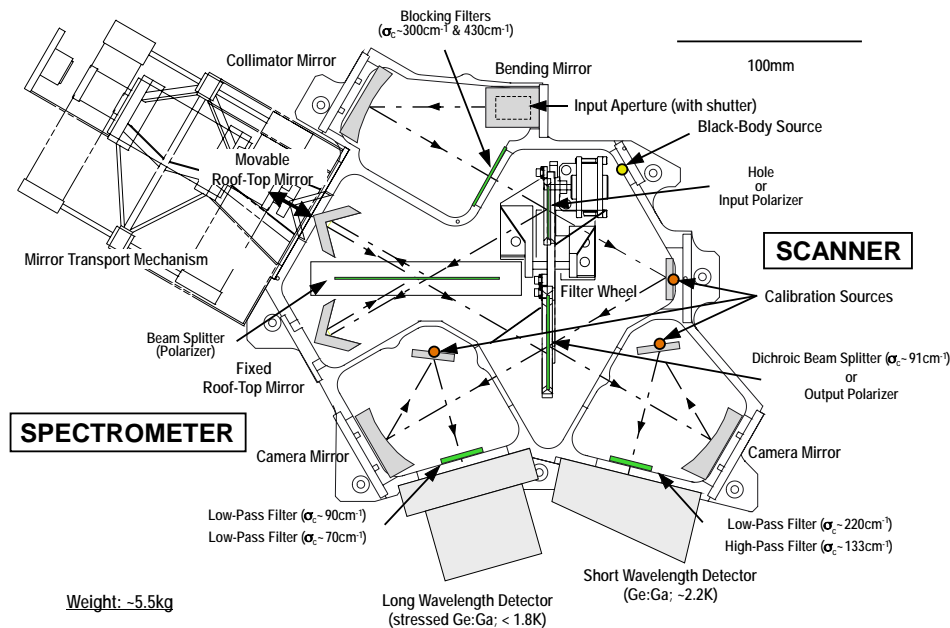 Blocking Filters
(σc~300cm-1 & 430cm-1)
Collimator Mirror
Bending Mirror
100mm
Input Aperture (with shutter)
Black-Body Source
Movable
Roof-Top Mirror
Hole
or
Input Polarizer
Mirror Transport Mechanism
SCANNER
Filter Wheel
Calibration Sources
Beam Splitter
(Polarizer)
Fixed
Roof-Top Mirror
Dichroic Beam Splitter (σc~91cm-1)
or
Output Polarizer
SPECTROMETER
Camera Mirror
Camera Mirror
Low-Pass Filter (σc~90cm-1)
Low-Pass Filter (σc~70cm-1)
Low-Pass Filter (σc~220cm-1)
High-Pass Filter (σc~133cm-1)
Short Wavelength Detector
(Ge:Ga; ~2.2K)
Weight: ~5.5kg
Long Wavelength Detector
(stressed Ge:Ga; < 1.8K)